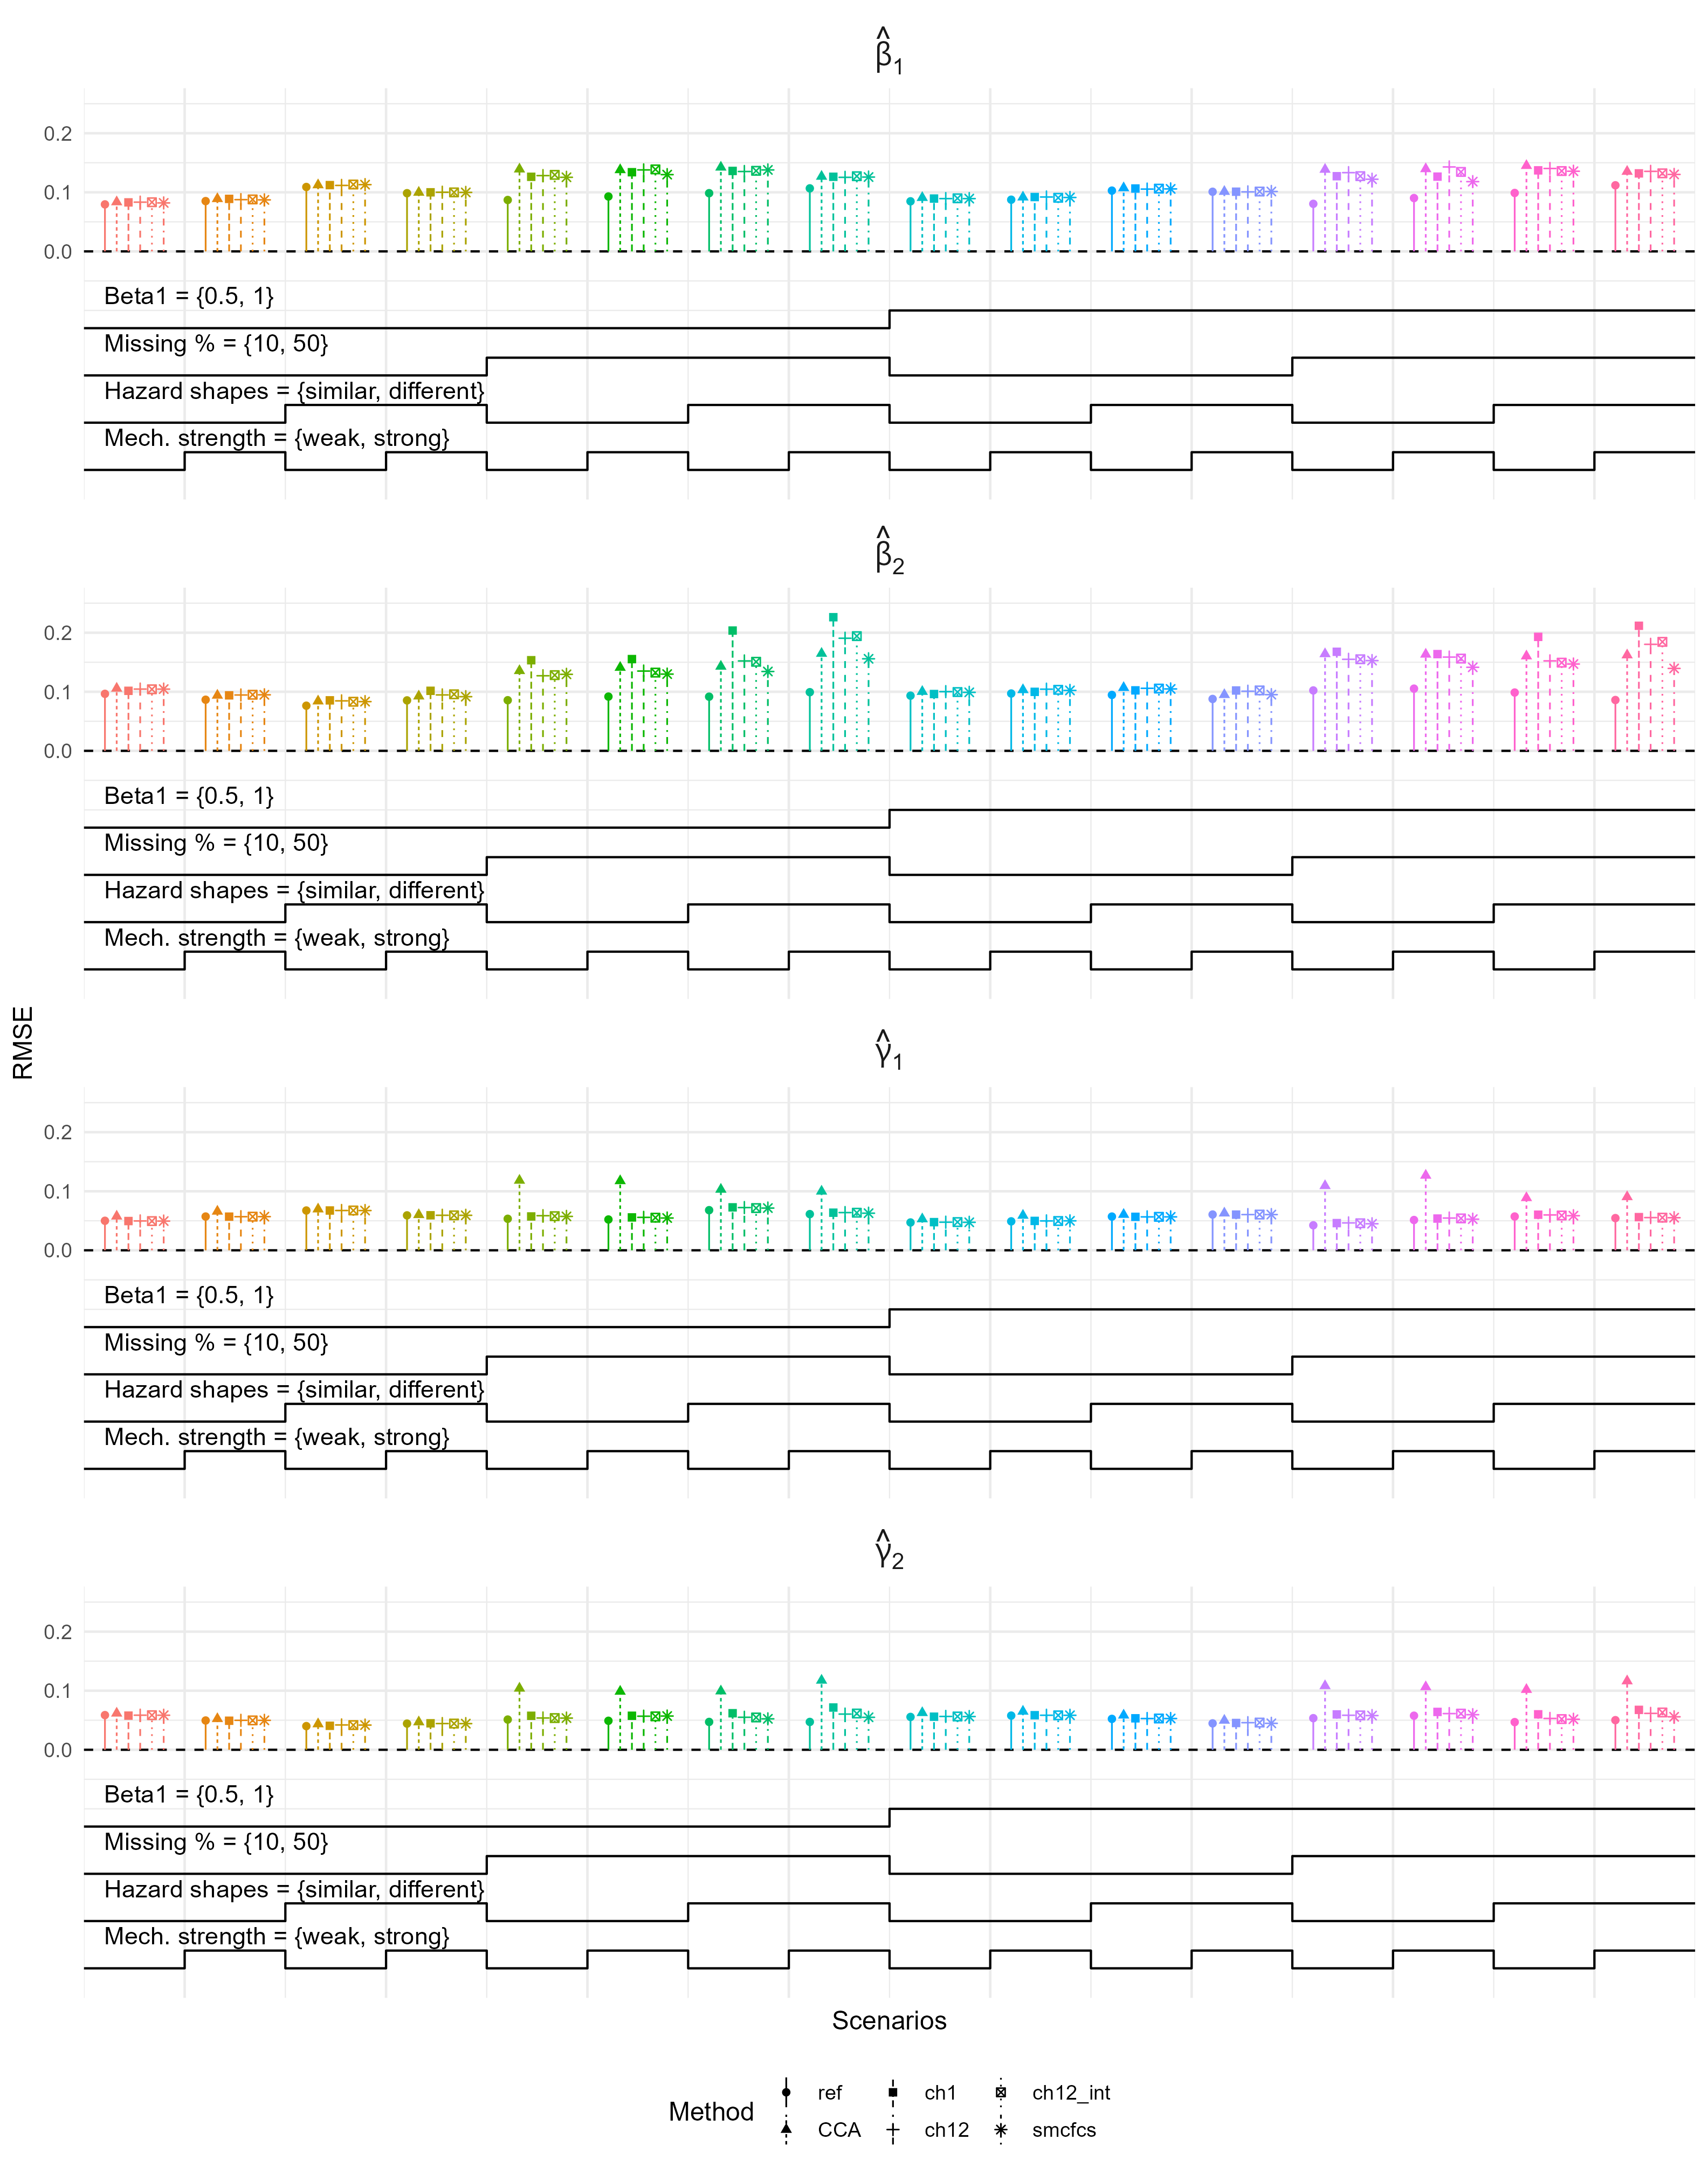 β̂1
0.2
0.1
0.0
Beta1 = {0.5, 1}
Missing % = {10, 50}
Hazard shapes = {similar, different}
Mech. strength = {weak, strong}
β̂2
0.2
0.1
0.0
Beta1 = {0.5, 1}
Missing % = {10, 50}
Hazard shapes = {similar, different}
Mech. strength = {weak, strong}
RMSE
γ̂1
0.2
0.1
0.0
Beta1 = {0.5, 1}
Missing % = {10, 50}
Hazard shapes = {similar, different}
Mech. strength = {weak, strong}
γ̂2
0.2
0.1
0.0
Beta1 = {0.5, 1}
Missing % = {10, 50}
Hazard shapes = {similar, different}
Mech. strength = {weak, strong}
Scenarios
Method
ref ch1 ch12_int
CCA ch12 smcfcs